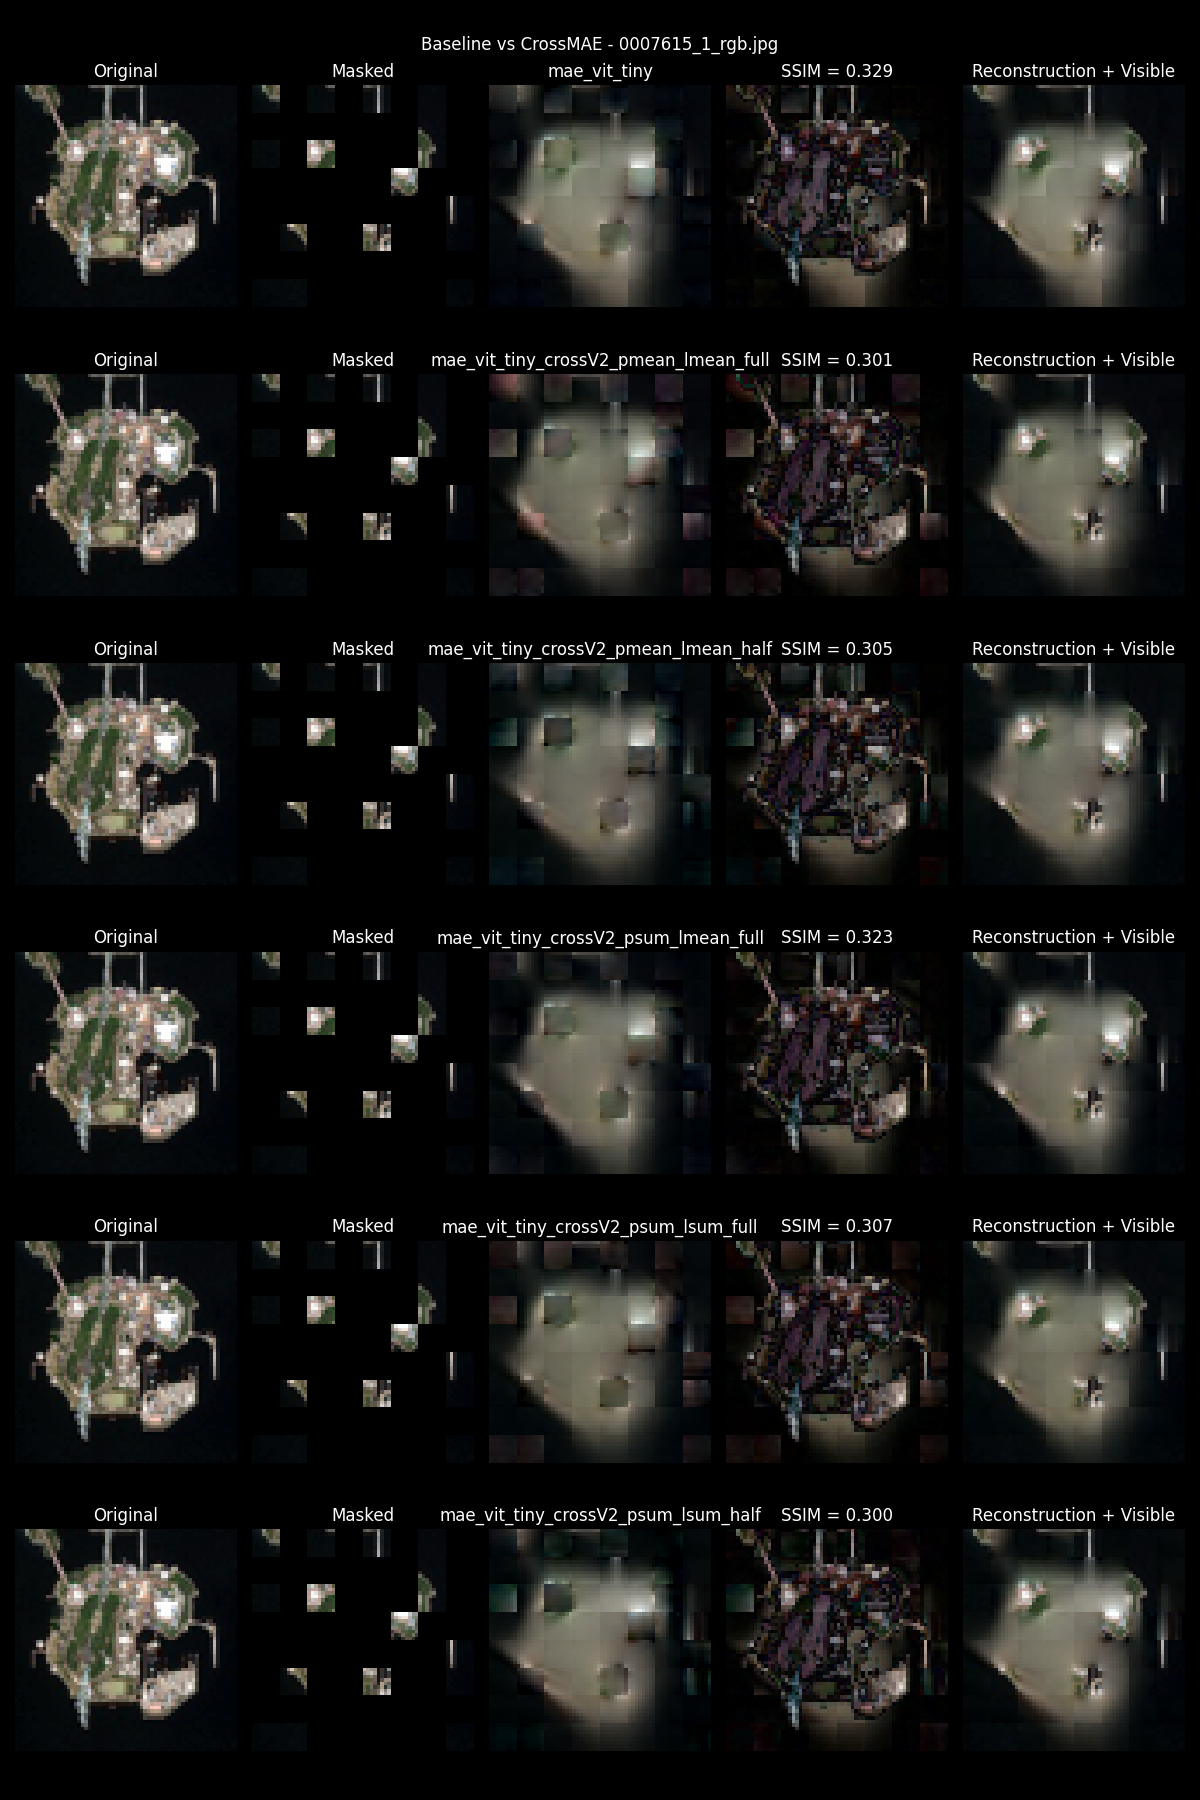 Baseline vs CrossMAE - 0007615_1_rgb.jpg
Original Masked mae_vit_tiny SSIM = 0.329 Reconstruction + Visible
Original Masked mae_vit_tiny_crossV2_pmean_lmean_full SSIM = 0.301 Reconstruction + Visible
Original Masked mae_vit_tiny_crossV2_pmean_lmean_half SSIM = 0.305 Reconstruction + Visible
Original Masked mae_vit_tiny_crossV2_psum_lmean_full SSIM = 0.323 Reconstruction + Visible
Original Masked mae_vit_tiny_crossV2_psum_lsum_full SSIM = 0.307 Reconstruction + Visible
Original Masked mae_vit_tiny_crossV2_psum_lsum_half SSIM = 0.300 Reconstruction + Visible